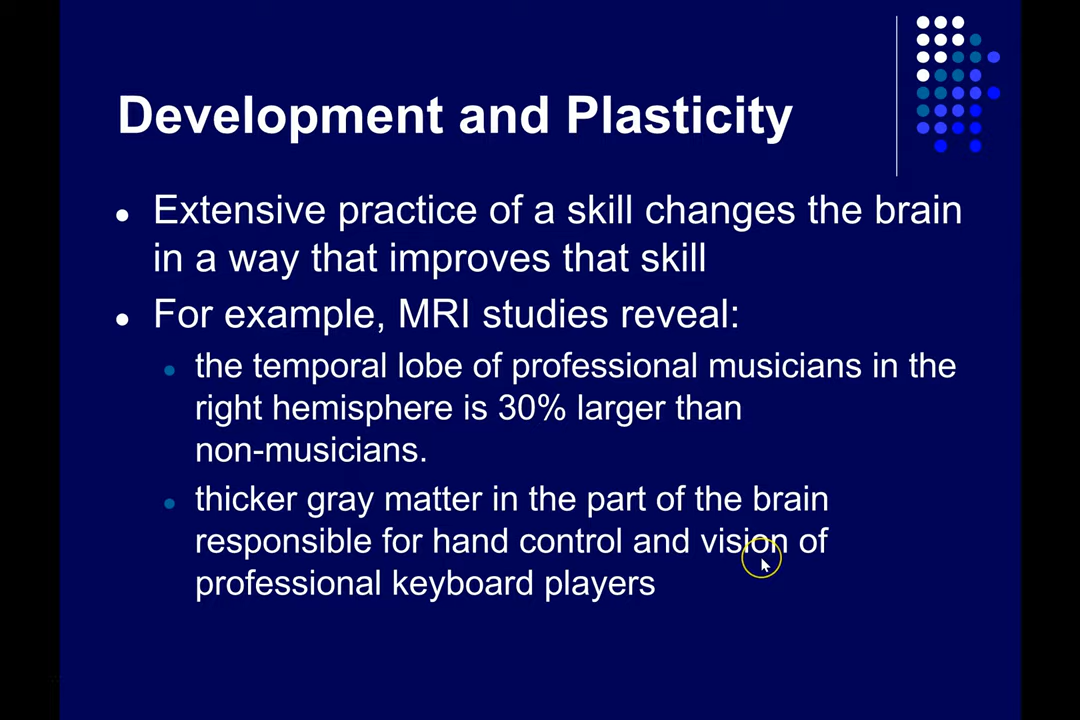 Development and Plasticity
Extensive practice of a skill changes the brain
in a way that improves that skill
For example, MRI studies reveal:
the temporal lobe of professional musicians in the
right hemisphere is 30% larger than
non-musicians.
thicker gray matter in the part of the brain
responsible for hand control and vision of
professional keyboard players